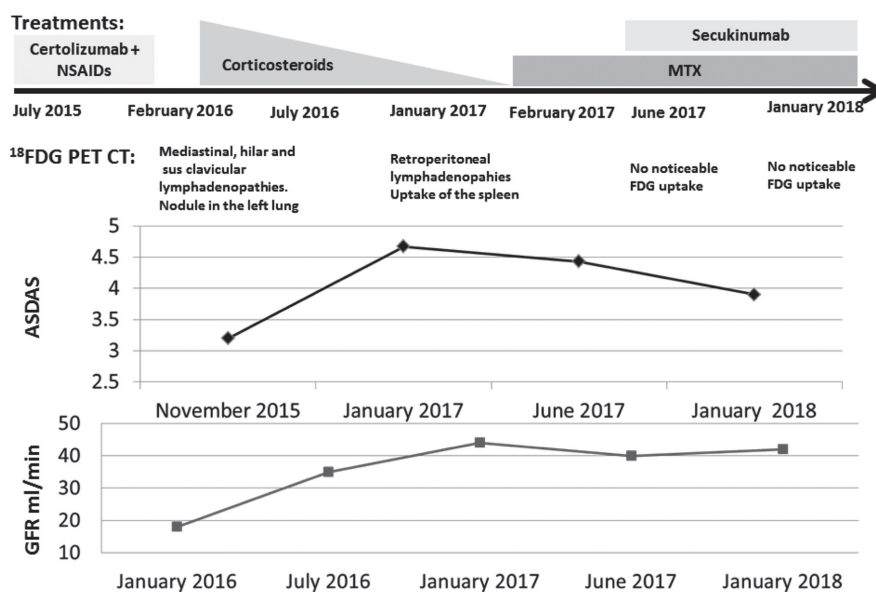 Treatments:
Certolizumab +
NSAIDs
Corticosteroids
Secukinumab
MTX
July 2015
February 2016
July 2016
January 2017
February 2017
June 2017
January 2018
¹⁸FDG PET CT:
Mediastinal, hilar and
sus clavicular
lymphadenopathies.
Nodule in the left lung
Retroperitoneal
lymphadenopahies
Uptake of the spleen
No noticeable
FDG uptake
No noticeable
FDG uptake
ASDAS
5
4.5
4
3.5
3
2.5
November 2015
January 2017
June 2017
January 2018
GFR ml/min
50
40
30
20
10
January 2016
July 2016
January 2017
June 2017
January 2018